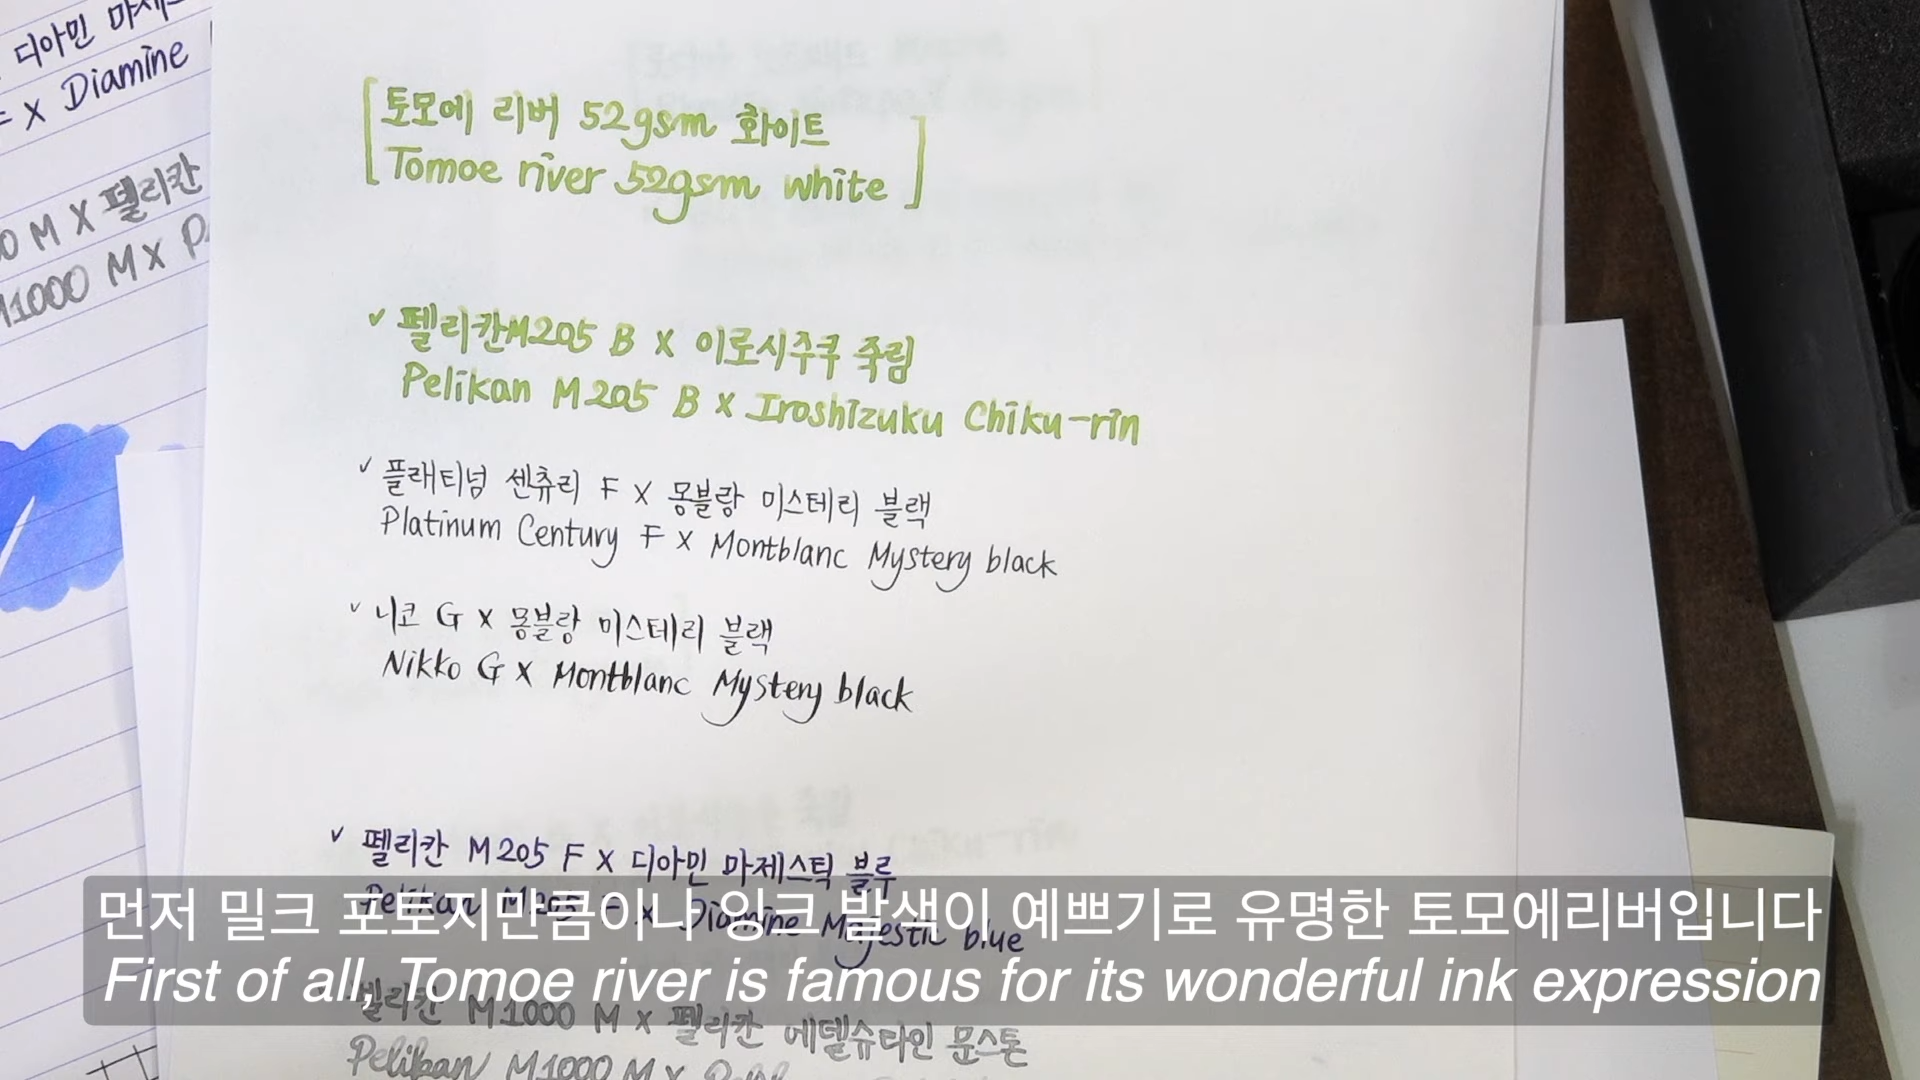 디아민
F X Diamine
M X 펠리칸
M1000 M X
[토모에 리버 52gsm 화이트
Tomoe river 52gsm white]
✓ 펠리칸M205 B X 이로시주쿠 죽림
Pelikan M205 B X Iroshizuku Chiku-rin
✓ 플래티넘 센츄리 F X 몽블랑 미스테리 블랙
Platinum Century F X Montblanc Mystery black
✓ 니코 G X 몽블랑 미스테리 블랙
Nikko G X Montblanc Mystery black
✓ 펠리칸 M205 F X 디아민 마제스틱 블루
Pelikan M205 F X Diamine Majestic blue
먼저 밀크 포토지만큼이나 잉크 발색이 예쁘기로 유명한 토모에리버입니다
First of all, Tomoe river is famous for its wonderful ink expression
펠리칸 M1000 M X 펠리칸 에델슈타인 문스톤
Pelikan M1000 M X